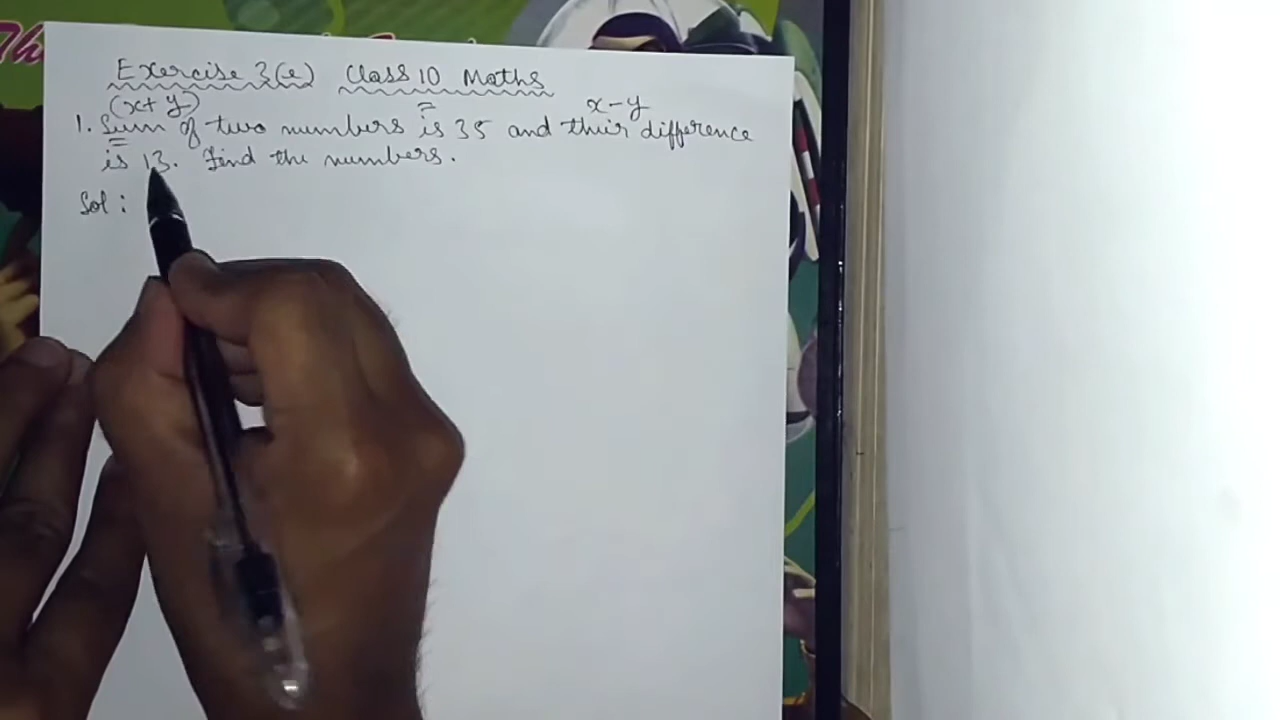 Exercise 3(e) Class 10 Maths
(x+y) = x-y
1. Sum of two numbers is 35 and their difference
is 13. Find the numbers.
Sol :